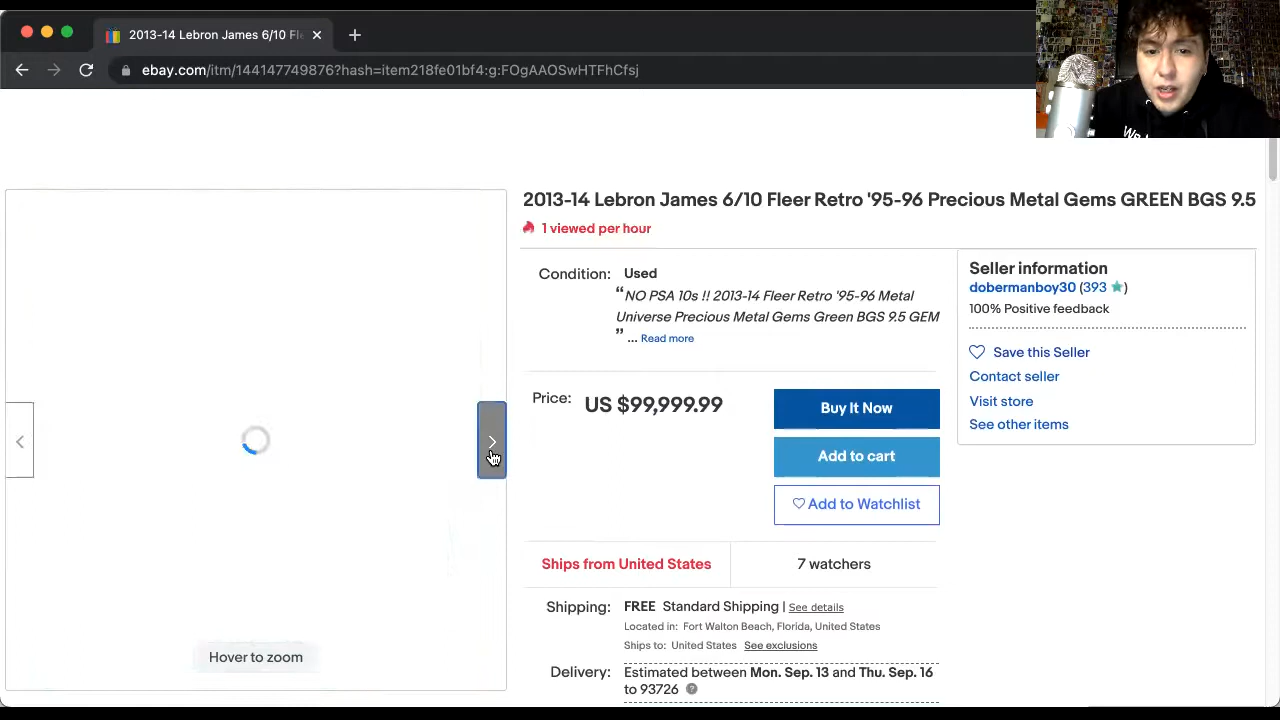 2013-14 Lebron James 6/10 Fl
ebay.com/itm/144147749876?hash=item218fe01bf4:g:FOgAAOSwHTFhCfsj
2013-14 Lebron James 6/10 Fleer Retro '95-96 Precious Metal Gems GREEN BGS 9.5
1 viewed per hour
Condition: Used
“NO PSA 10s !! 2013-14 Fleer Retro '95-96 Metal
Universe Precious Metal Gems Green BGS 9.5 GEM
” ... Read more
Price: US $99,999.99
Buy It Now
Add to cart
Add to Watchlist
Ships from United States
7 watchers
Shipping: FREE Standard Shipping | See details
Located in: Fort Walton Beach, Florida, United States
Ships to: United States See exclusions
Delivery: Estimated between Mon. Sep. 13 and Thu. Sep. 16
to 93726
Seller information
dobermanboy30 (393)
100% Positive feedback
Save this Seller
Contact seller
Visit store
See other items
Hover to zoom